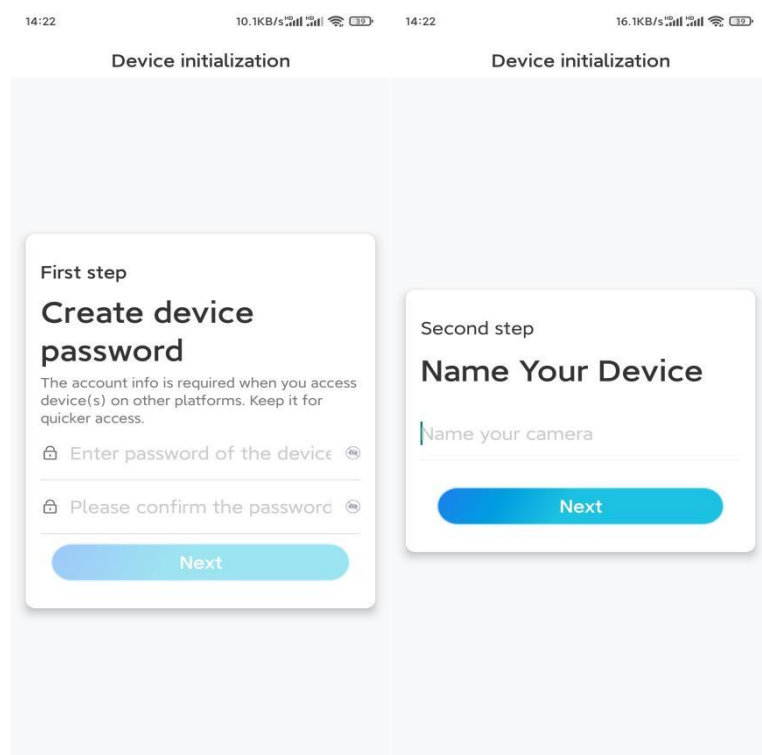 14:22 10.1KB/s 39
Device initialization
First step
Create device
password
The account info is required when you access
device(s) on other platforms. Keep it for
quicker access.
Enter password of the device
Please confirm the password
Next
14:22 16.1KB/s 39
Device initialization
Second step
Name Your Device
Name your camera
Next